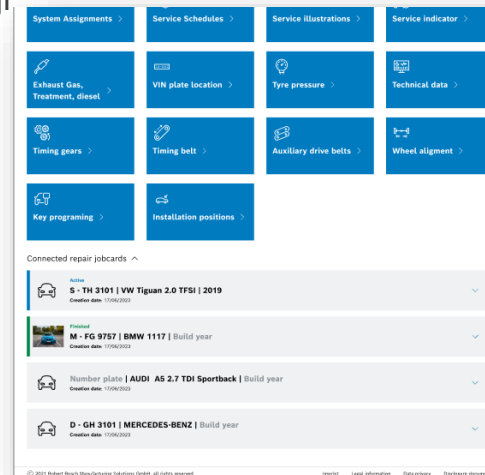 System Assignments
Service Schedules
Service illustrations
Service indicator
Exhaust Gas,
Treatment, diesel
VIN plate location
Tyre pressure
Technical data
Timing gears
Timing belt
Auxiliary drive belts
Wheel aligment
Key programing
Installation positions
Connected repair jobcards
Active
S - TH 3101 | VW Tiguan 2.0 TFSI | 2019
Creation date: 17/06/2023
Finished
M - FG 9757 | BMW 1117 | Build year
Creation date: 17/06/2023
Number plate | AUDI A5 2.7 TDI Sportback | Build year
Creation date: 17/06/2023
D - GH 3101 | MERCEDES-BENZ | Build year
Creation date: 17/06/2023
© 2021 Robert Bosch Manufacturing Solutions GmbH, all rights reserved
Imprint
Legal information
Data privacy